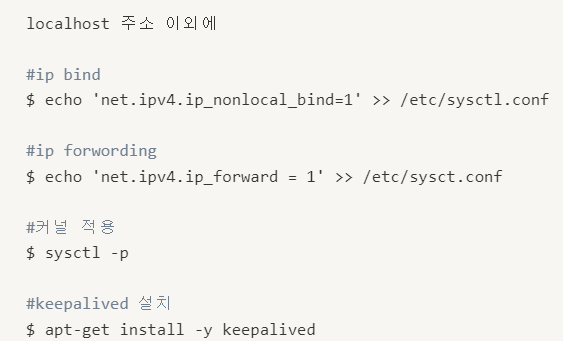 localhost 주소 이외에
#ip bind
$ echo 'net.ipv4.ip_nonlocal_bind=1' >> /etc/sysctl.conf
#ip forwording
$ echo 'net.ipv4.ip_forward = 1' >> /etc/sysct.conf
#커널 적용
$ sysctl -p
#keepalived 설치
$ apt-get install -y keepalived